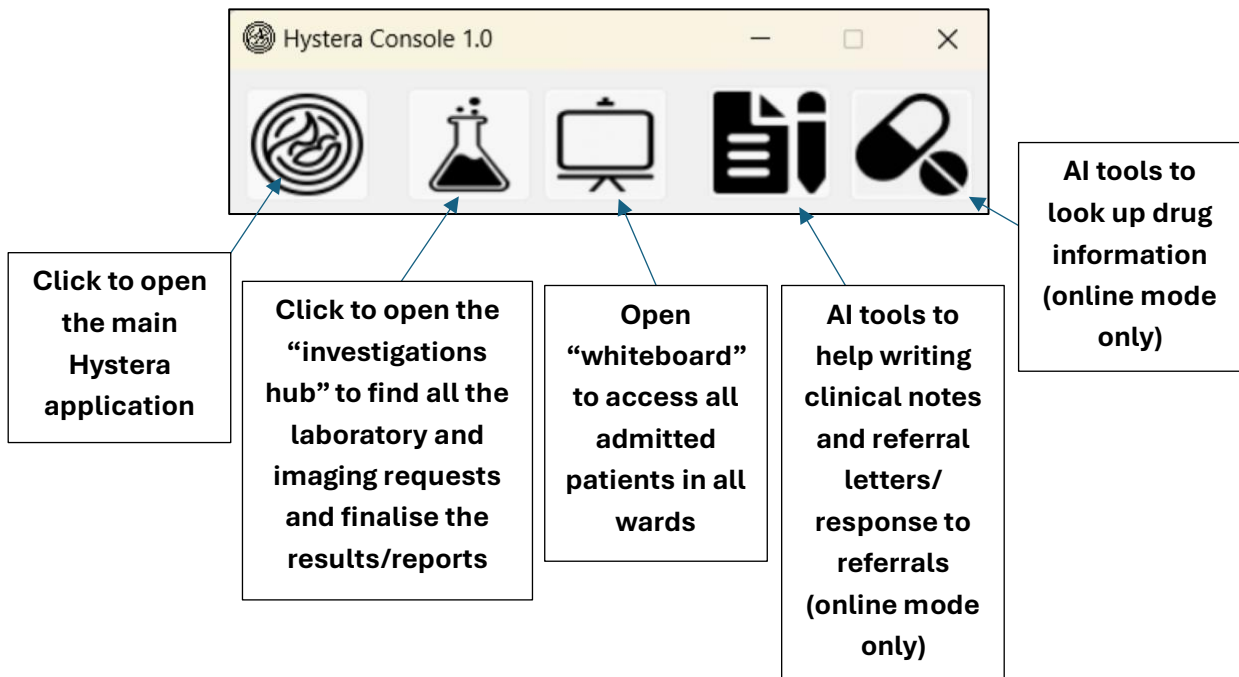 Hystera Console 1.0
Click to open
the main
Hystera
application
Click to open the
“investigations
hub” to find all the
laboratory and
imaging requests
and finalise the
results/reports
Open
“whiteboard”
to access all
admitted
patients in all
wards
AI tools to
help writing
clinical notes
and referral
letters/
response to
referrals
(online mode
only)
AI tools to
look up drug
information
(online mode
only)